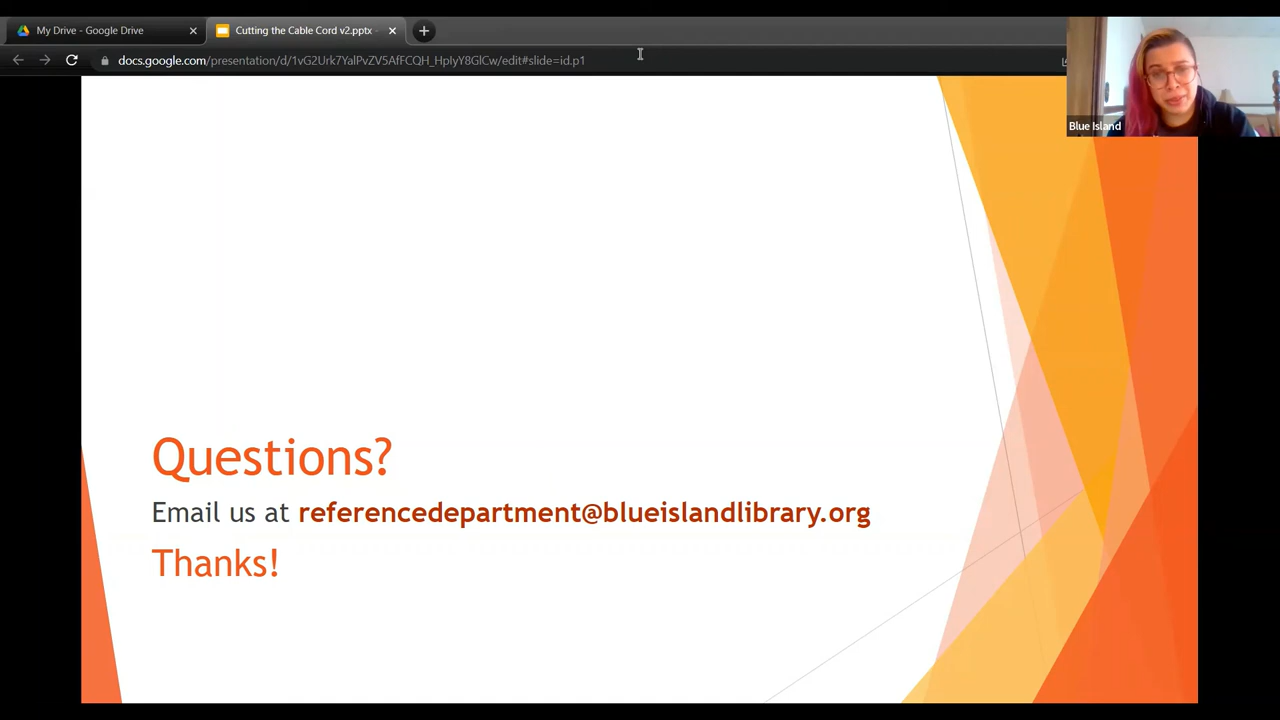 My Drive - Google Drive
Cutting the Cable Cord v2.pptx -
docs.google.com/presentation/d/1vG2Urk7YalPvZV5AfFCQH_HpIyY8GlCw/edit#slide=id.p1
Blue Island
Questions?
Email us at referencedepartment@blueislandlibrary.org
Thanks!